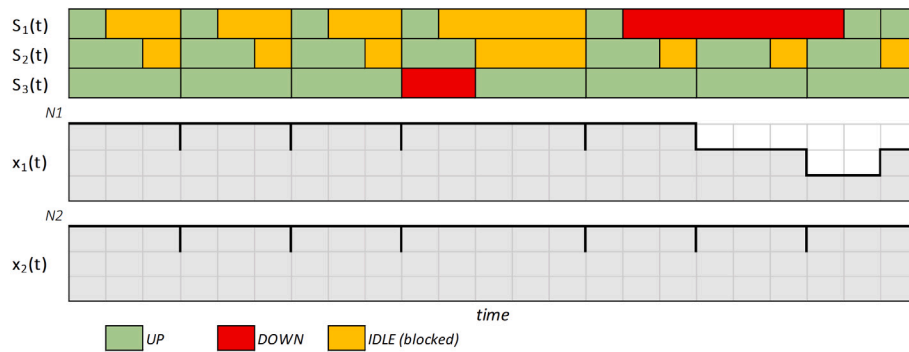 S1(t)
S2(t)
S3(t)
N1
x1(t)
N2
x2(t)
time
UP DOWN IDLE (blocked)